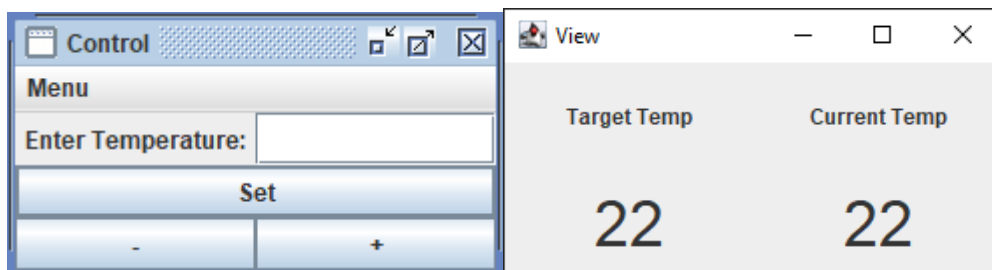 Control
Menu
Enter Temperature:
Set
- +
View
Target Temp Current Temp
22 22